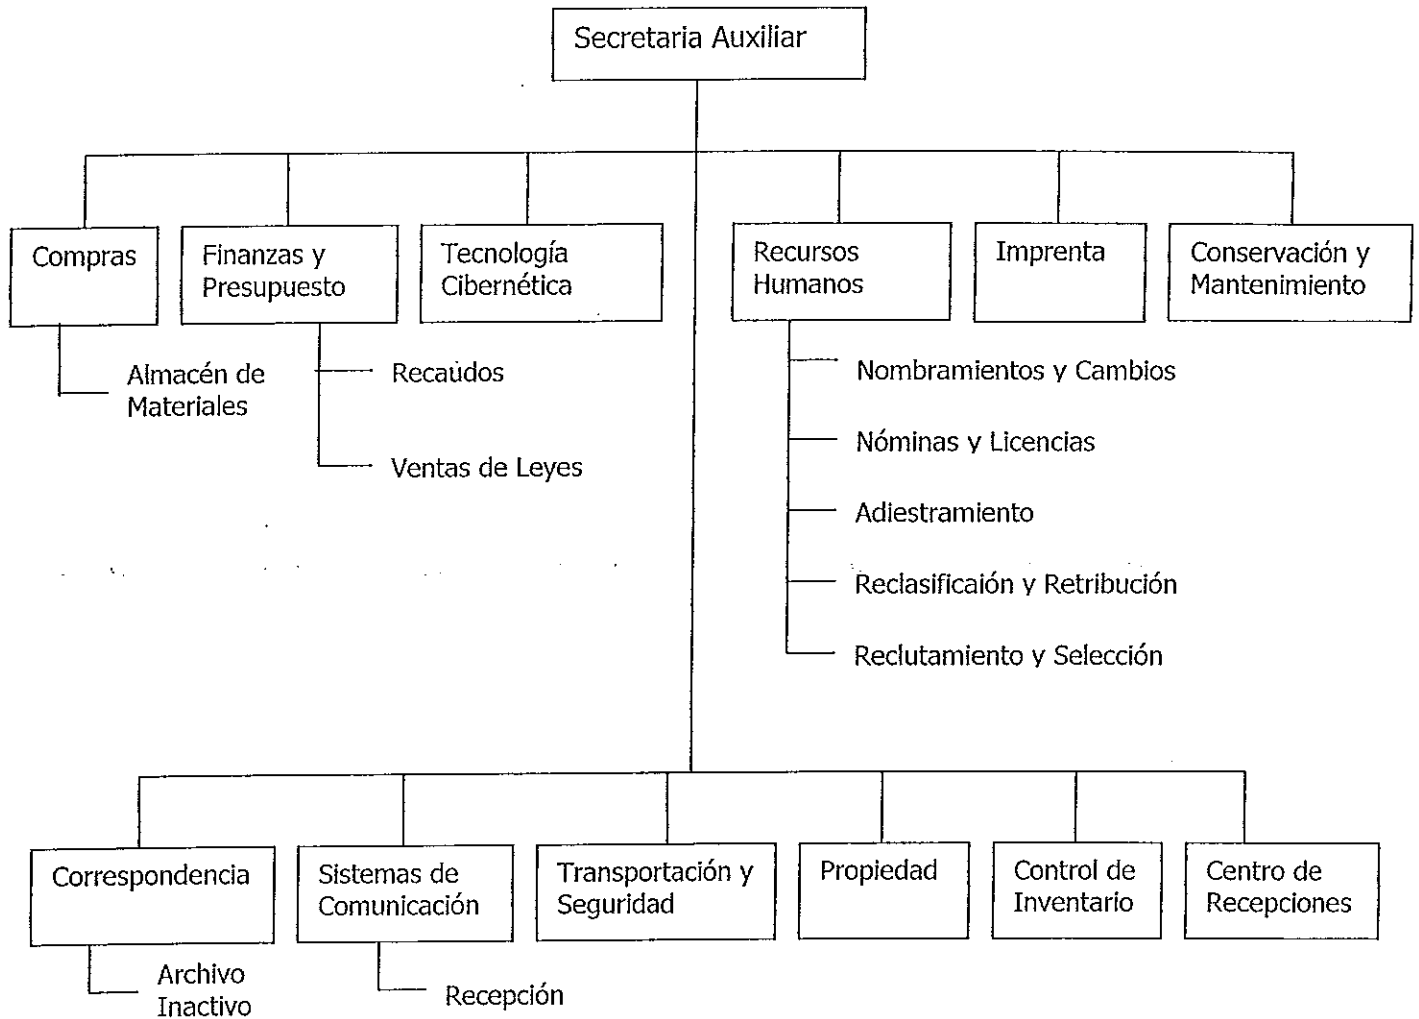 Secretaria Auxiliar
Compras
Finanzas y
Presupuesto
Tecnología
Cibernética
Recursos
Humanos
Imprenta
Conservación y
Mantenimiento
Almacén de
Materiales
Recaudos
Ventas de Leyes
Nombramientos y Cambios
Nóminas y Licencias
Adiestramiento
Reclasificaión y Retribución
Reclutamiento y Selección
Correspondencia
Sistemas de
Comunicación
Transportación y
Seguridad
Propiedad
Control de
Inventario
Centro de
Recepciones
Archivo
Inactivo
Recepción